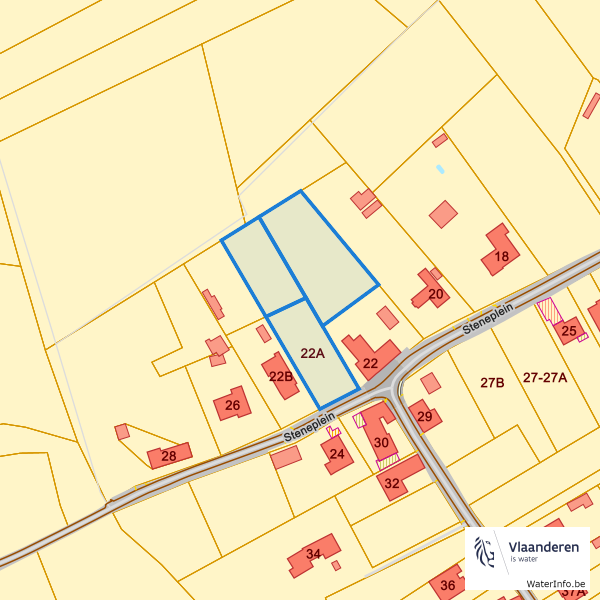 18
20
Steneplein
25
22A
22
22B
27B
27-27A
26
29
Steneplein
30
28
24
32
34
36
37A
Vlaanderen
is water
WaterInfo.be